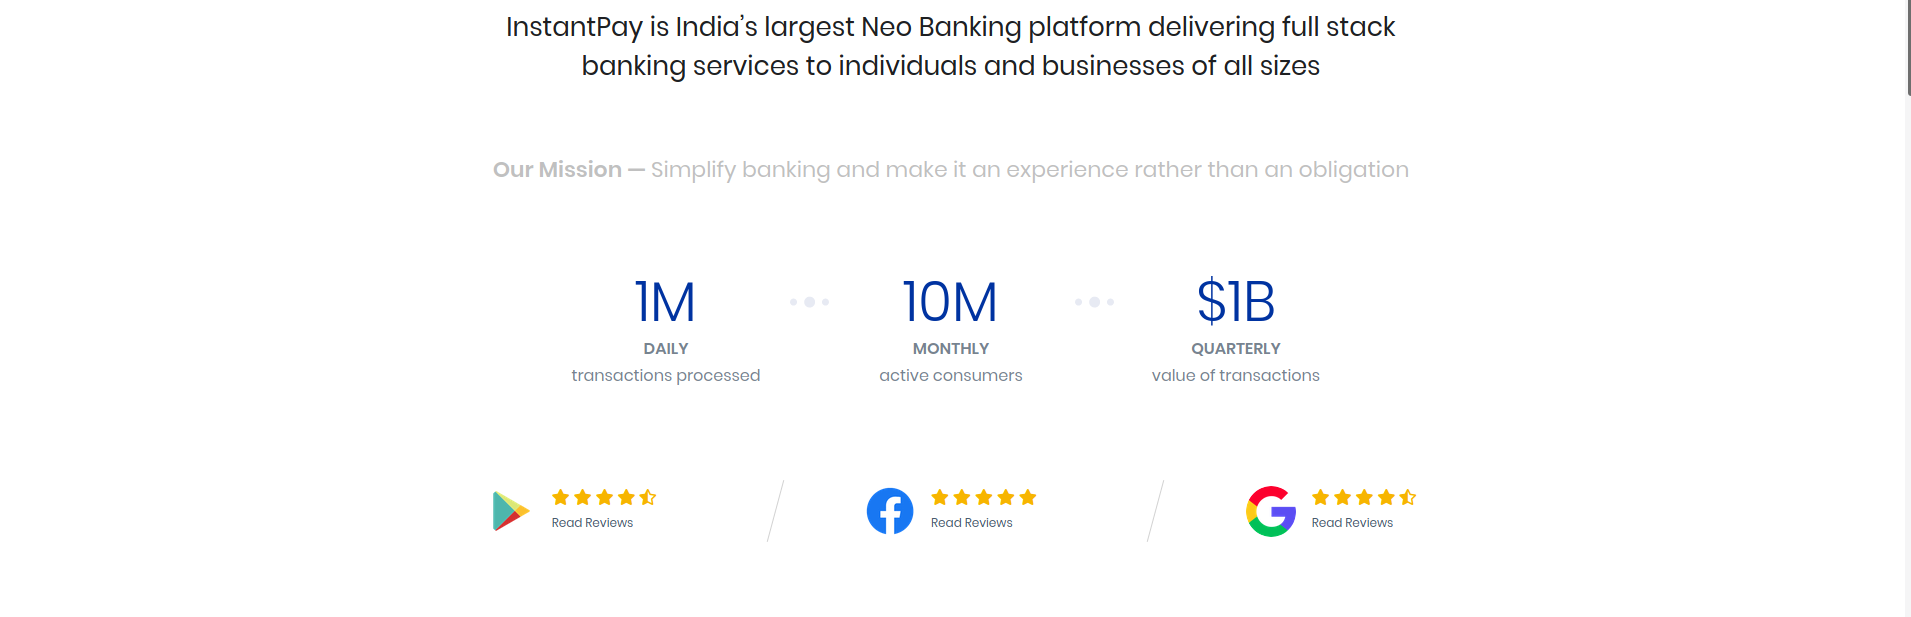 InstantPay is India’s largest Neo Banking platform delivering full stack
banking services to individuals and businesses of all sizes
Our Mission — Simplify banking and make it an experience rather than an obligation
1M
DAILY
transactions processed
10M
MONTHLY
active consumers
$1B
QUARTERLY
value of transactions
Read Reviews
Read Reviews
Read Reviews